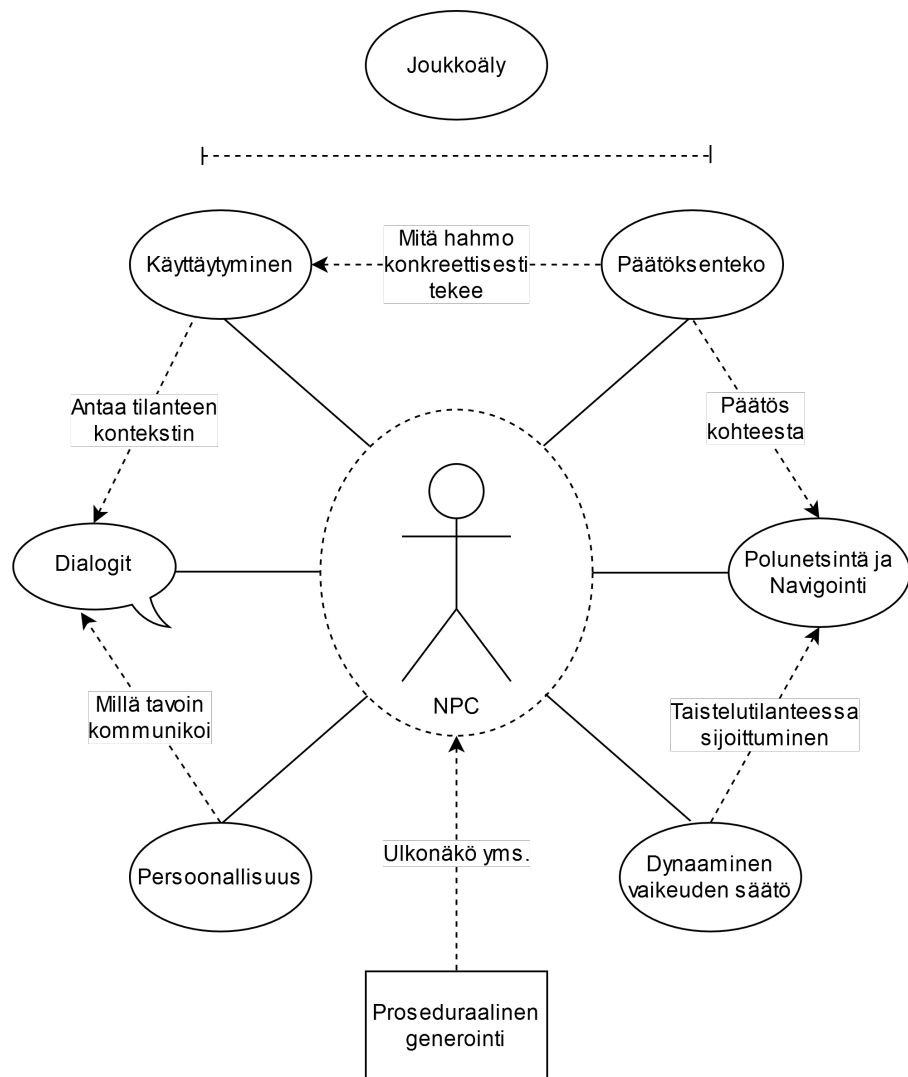 Joukkoäly
Käyttäytyminen
Mitä hahmo
konkreettisesti
tekee
Päätöksenteko
Antaa tilanteen
kontekstin
Päätös
kohteesta
Dialogit
NPC
Polunetsintä ja
Navigointi
Millä tavoin
kommunikoi
Taistelutilanteessa
sijoittuminen
Persoonallisuus
Ulkonäkö yms.
Dynaaminen
vaikeuden säätö
Proseduraalinen
generointi